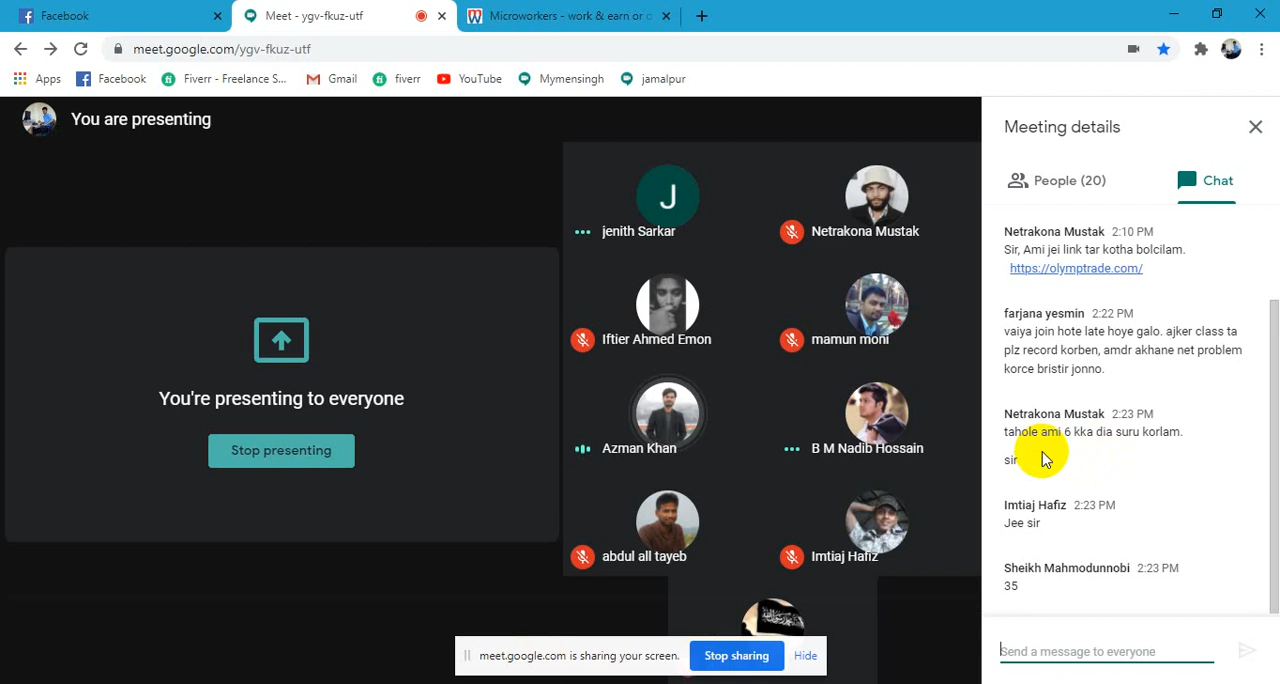 Facebook
Meet - ygv-fkuz-utf
Microworkers - work & earn or o
meet.google.com/ygv-fkuz-utf
Apps
Facebook
Fiverr - Freelance S...
Gmail
fiverr
YouTube
Mymensingh
jamalpur
You are presenting
You're presenting to everyone
Stop presenting
J
jenith Sarkar
Netrakona Mustak
Iftier Ahmed Emon
mamun moni
Azman Khan
B M Nadib Hossain
abdul all tayeb
Imtiaj Hafiz
meet.google.com is sharing your screen.
Stop sharing
Hide
Meeting details
People (20)
Chat
Netrakona Mustak 2:10 PM
Sir, Ami jei link tar kotha bolcilam.
https://olymptrade.com/
farjana yesmin 2:22 PM
vaiya join hote late hoye galo. ajker class ta
plz record korben, amdr akhane net problem
korce bristir jonno.
Netrakona Mustak 2:23 PM
tahole ami 6 kka dia suru korlam.
sir
Imtiaj Hafiz 2:23 PM
Jee sir
Sheikh Mahmodunnobi 2:23 PM
35
Send a message to everyone